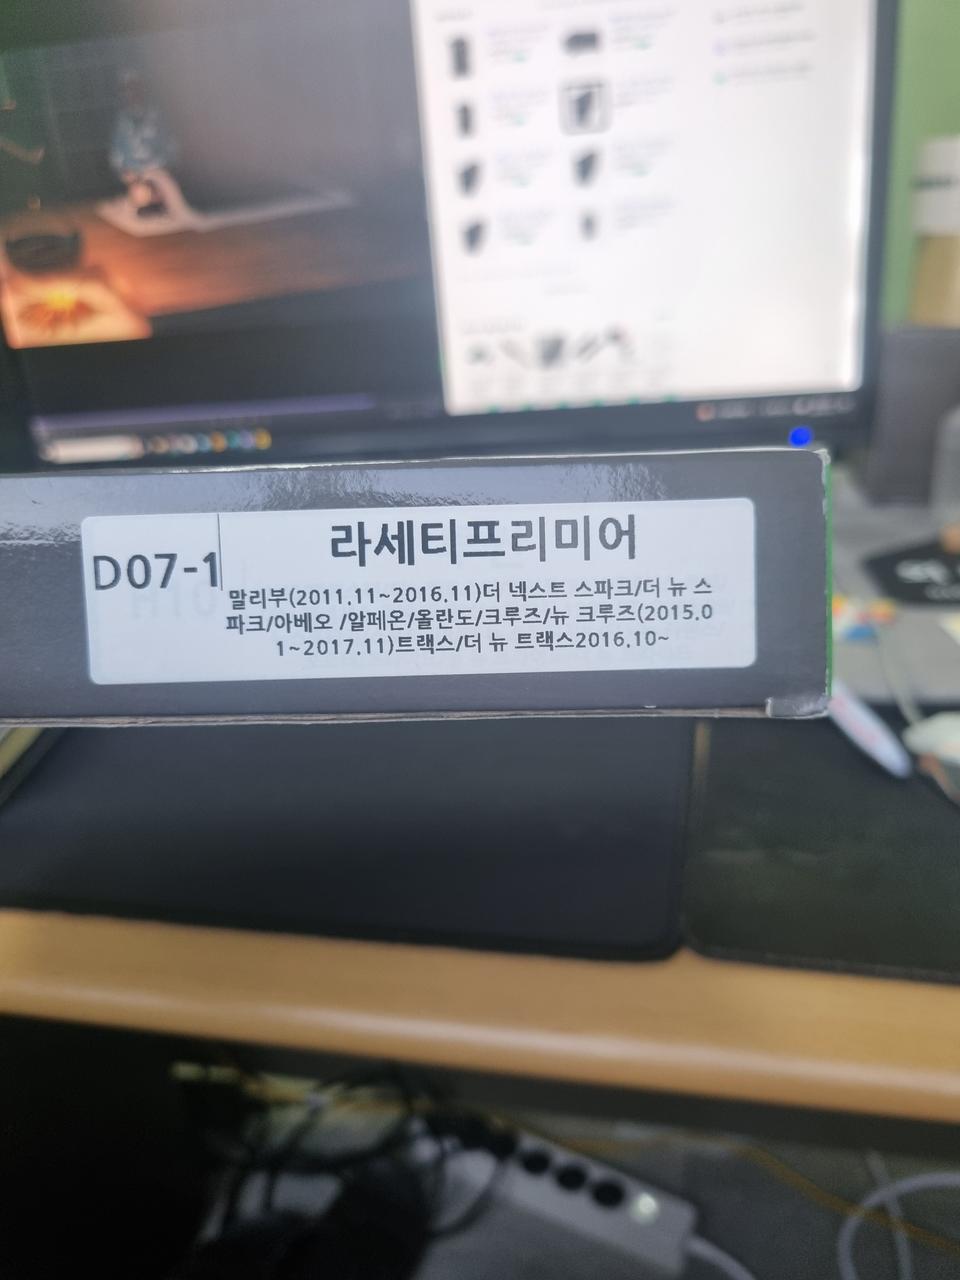 D07-1
라세티프리미어
말리부(2011.11~2016.11)더 넥스트 스파크/더 뉴 스
파크/아베오 /알페온/올란도/크루즈/뉴 크루즈(2015.0
1~2017.11)트랙스/더 뉴 트랙스2016.10~